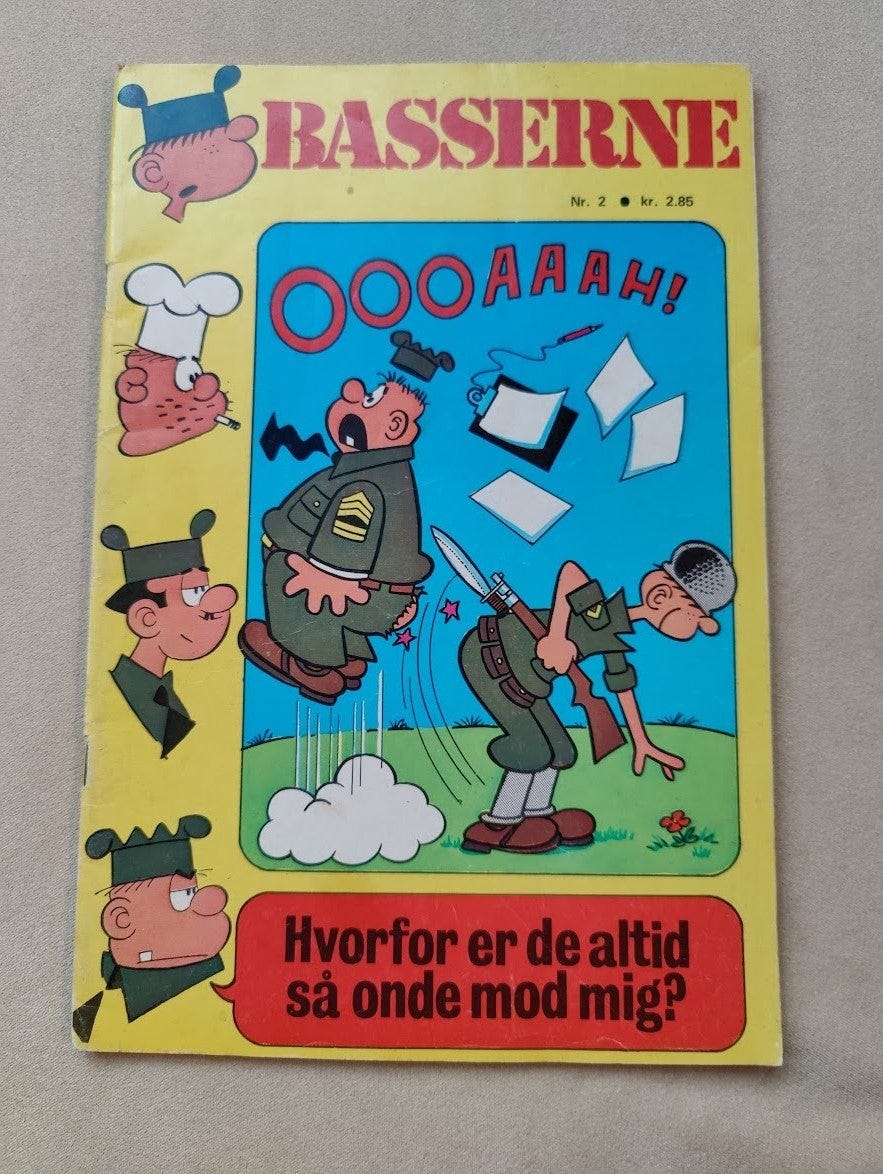 BASSERNE
Nr. 2 ● kr. 2.85
OOOAAAH!
Hvorfor er de altid
så onde mod mig?